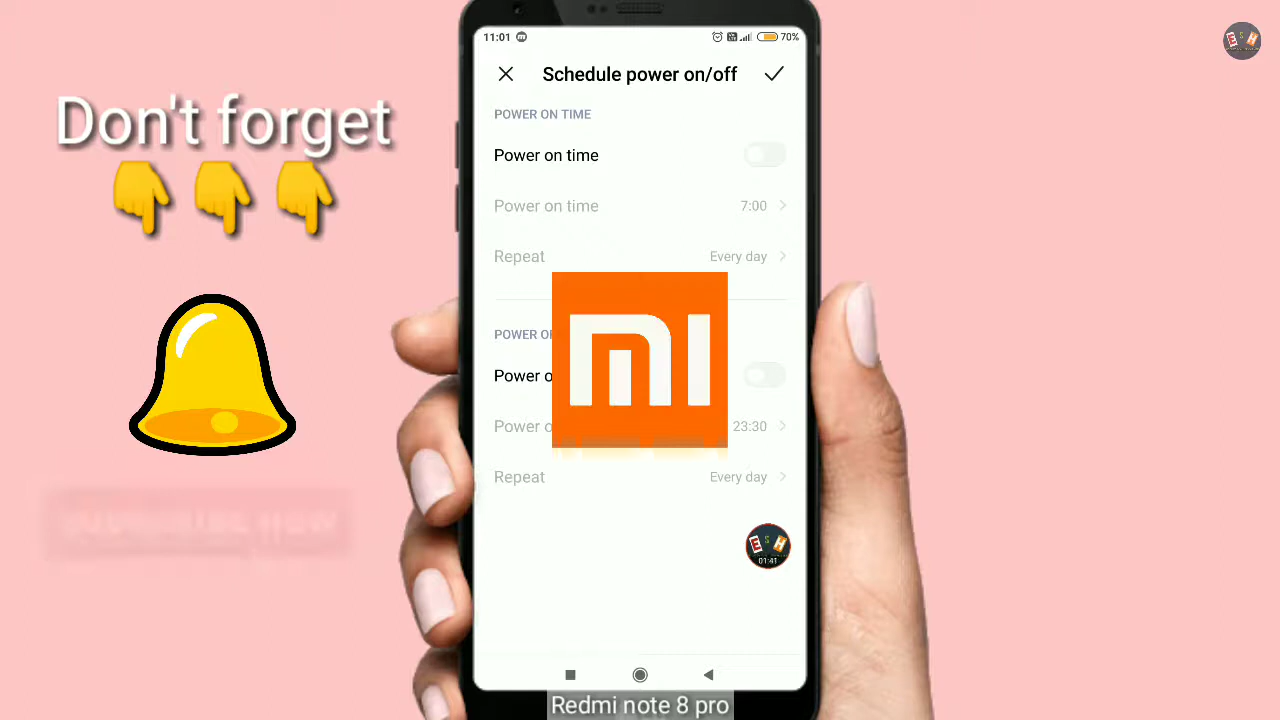 11:01
70%
Schedule power on/off
Don't forget
POWER ON TIME
Power on time
Power on time 7:00
Repeat Every day
POWER
Power
Power 23:30
Repeat Every day
mi
E S H
01:41
E S H
Redmi note 8 pro